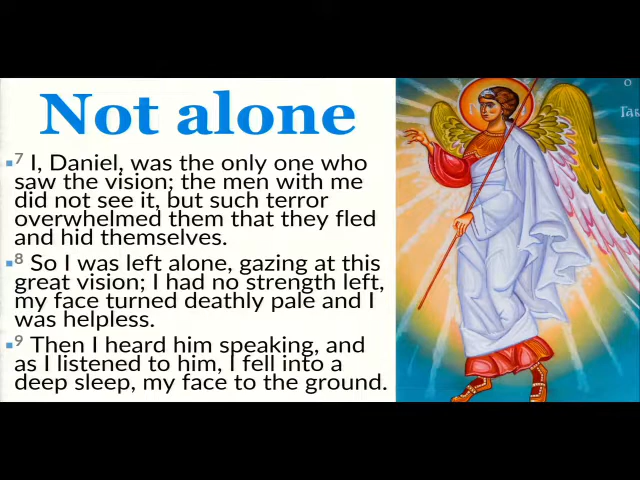 Not alone
7 I, Daniel, was the only one who
saw the vision; the men with me
did not see it, but such terror
overwhelmed them that they fled
and hid themselves.
8 So I was left alone, gazing at this
great vision; I had no strength left,
my face turned deathly pale and I
was helpless.
9 Then I heard him speaking, and
as I listened to him, I fell into a
deep sleep, my face to the ground.
Ο
Γαβ